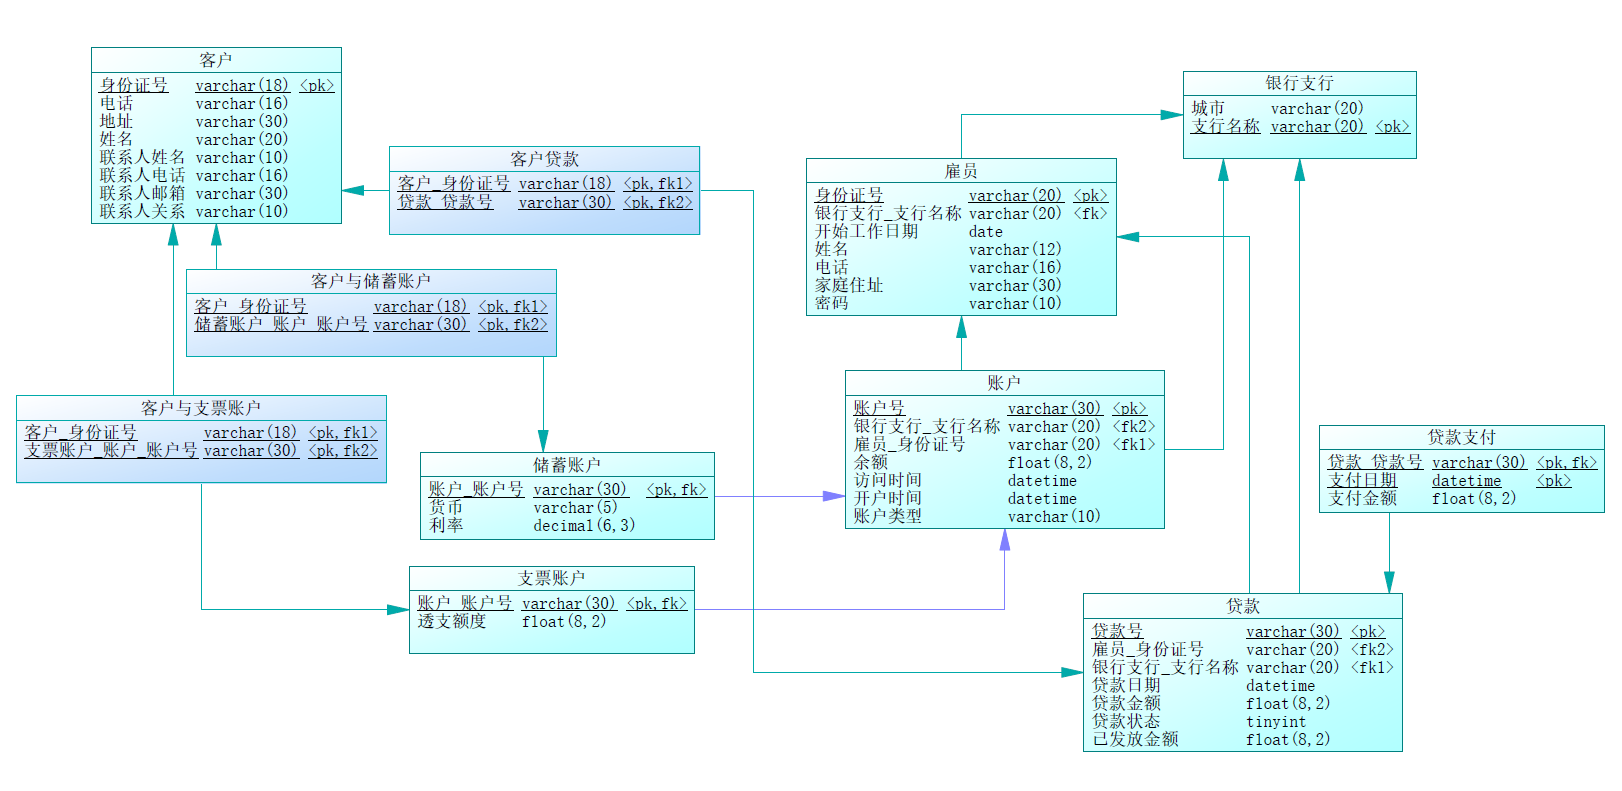 客户
身份证号 varchar(18) <pk>
电话 varchar(16)
地址 varchar(30)
姓名 varchar(20)
联系人姓名 varchar(10)
联系人电话 varchar(16)
联系人邮箱 varchar(30)
联系人关系 varchar(10)
客户贷款
客户_身份证号 varchar(18) <pk,fk1>
贷款_贷款号 varchar(30) <pk,fk2>
客户与储蓄账户
客户_身份证号 varchar(18) <pk,fk1>
储蓄账户_账户_账户号 varchar(30) <pk,fk2>
客户与支票账户
客户_身份证号 varchar(18) <pk,fk1>
支票账户_账户_账户号 varchar(30) <pk,fk2>
储蓄账户
账户_账户号 varchar(30) <pk,fk>
货币 varchar(5)
利率 decimal(6,3)
支票账户
账户_账户号 varchar(30) <pk,fk>
透支额度 float(8,2)
银行支行
城市 varchar(20)
支行名称 varchar(20) <pk>
雇员
身份证号 varchar(20) <pk>
银行支行_支行名称 varchar(20) <fk>
开始工作日期 date
姓名 varchar(12)
电话 varchar(16)
家庭住址 varchar(30)
密码 varchar(10)
账户
账户号 varchar(30) <pk>
银行支行_支行名称 varchar(20) <fk2>
雇员_身份证号 varchar(20) <fk1>
余额 float(8,2)
访问时间 datetime
开户时间 datetime
账户类型 varchar(10)
贷款支付
贷款_贷款号 varchar(30) <pk,fk>
支付日期 datetime <pk>
支付金额 float(8,2)
贷款
贷款号 varchar(30) <pk>
雇员_身份证号 varchar(20) <fk2>
银行支行_支行名称 varchar(20) <fk1>
贷款日期 datetime
贷款金额 float(8,2)
贷款状态 tinyint
已发放金额 float(8,2)